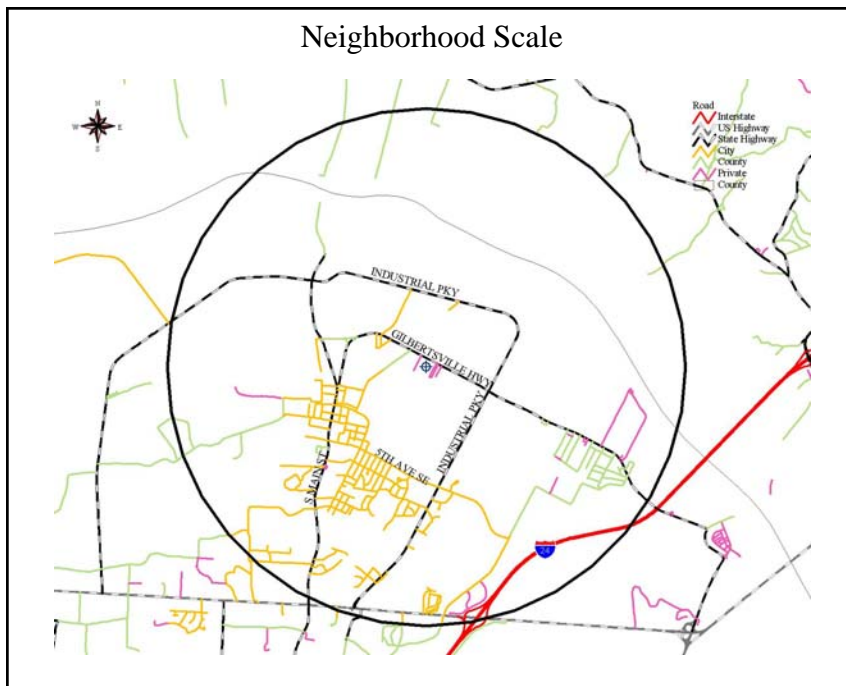 Neighborhood Scale
N
W E
S
Road
Interstate
US Highway
State Highway
City
County
Private
County
INDUSTRIAL PKY
GILBERTSVILLE HWY
INDUSTRIAL PKY
5TH AVE SE
S MAIN ST
24